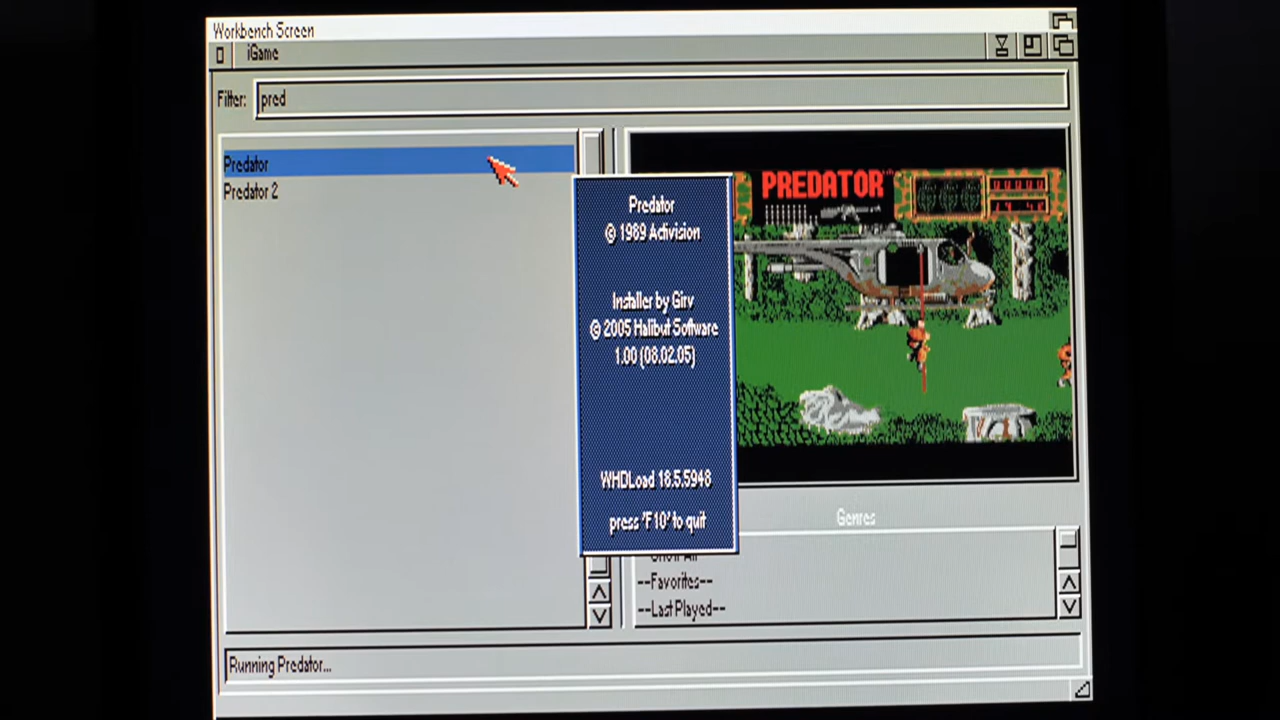 Workbench Screen
iGame
Filter: pred
Predator
Predator 2
Predator
© 1989 Activision
Installer by Girv
© 2005 Halibut Software
1.00 (08.02.05)
WHDLoad 18.5.5948
press 'F10' to quit
PREDATOR
Genres
--Favorites--
--Last Played--
Running Predator...